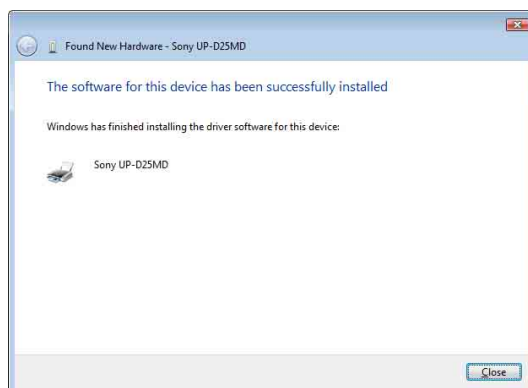 Found New Hardware - Sony UP-D25MD
The software for this device has been successfully installed
Windows has finished installing the driver software for this device:
Sony UP-D25MD
Close